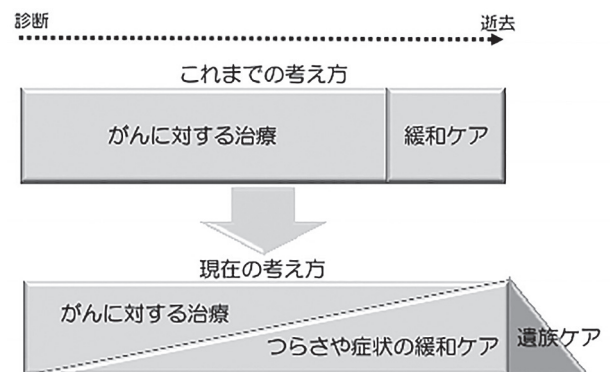 診断
逝去
これまでの考え方
がんに対する治療
緩和ケア
現在の考え方
がんに対する治療
つらさや症状の緩和ケア
遺族ケア